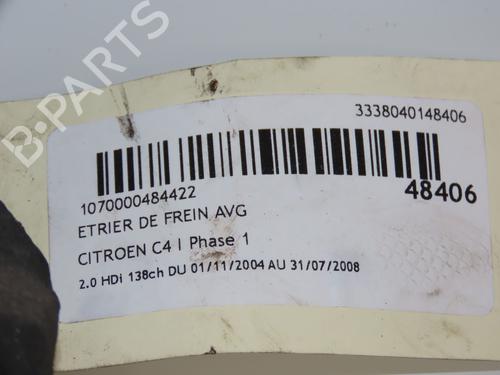 B-PARTS
3338040148406
1070000484422
48406
ETRIER DE FREIN AVG
CITROEN C4 I Phase 1
2.0 HDi 138ch DU 01/11/2004 AU 31/07/2008